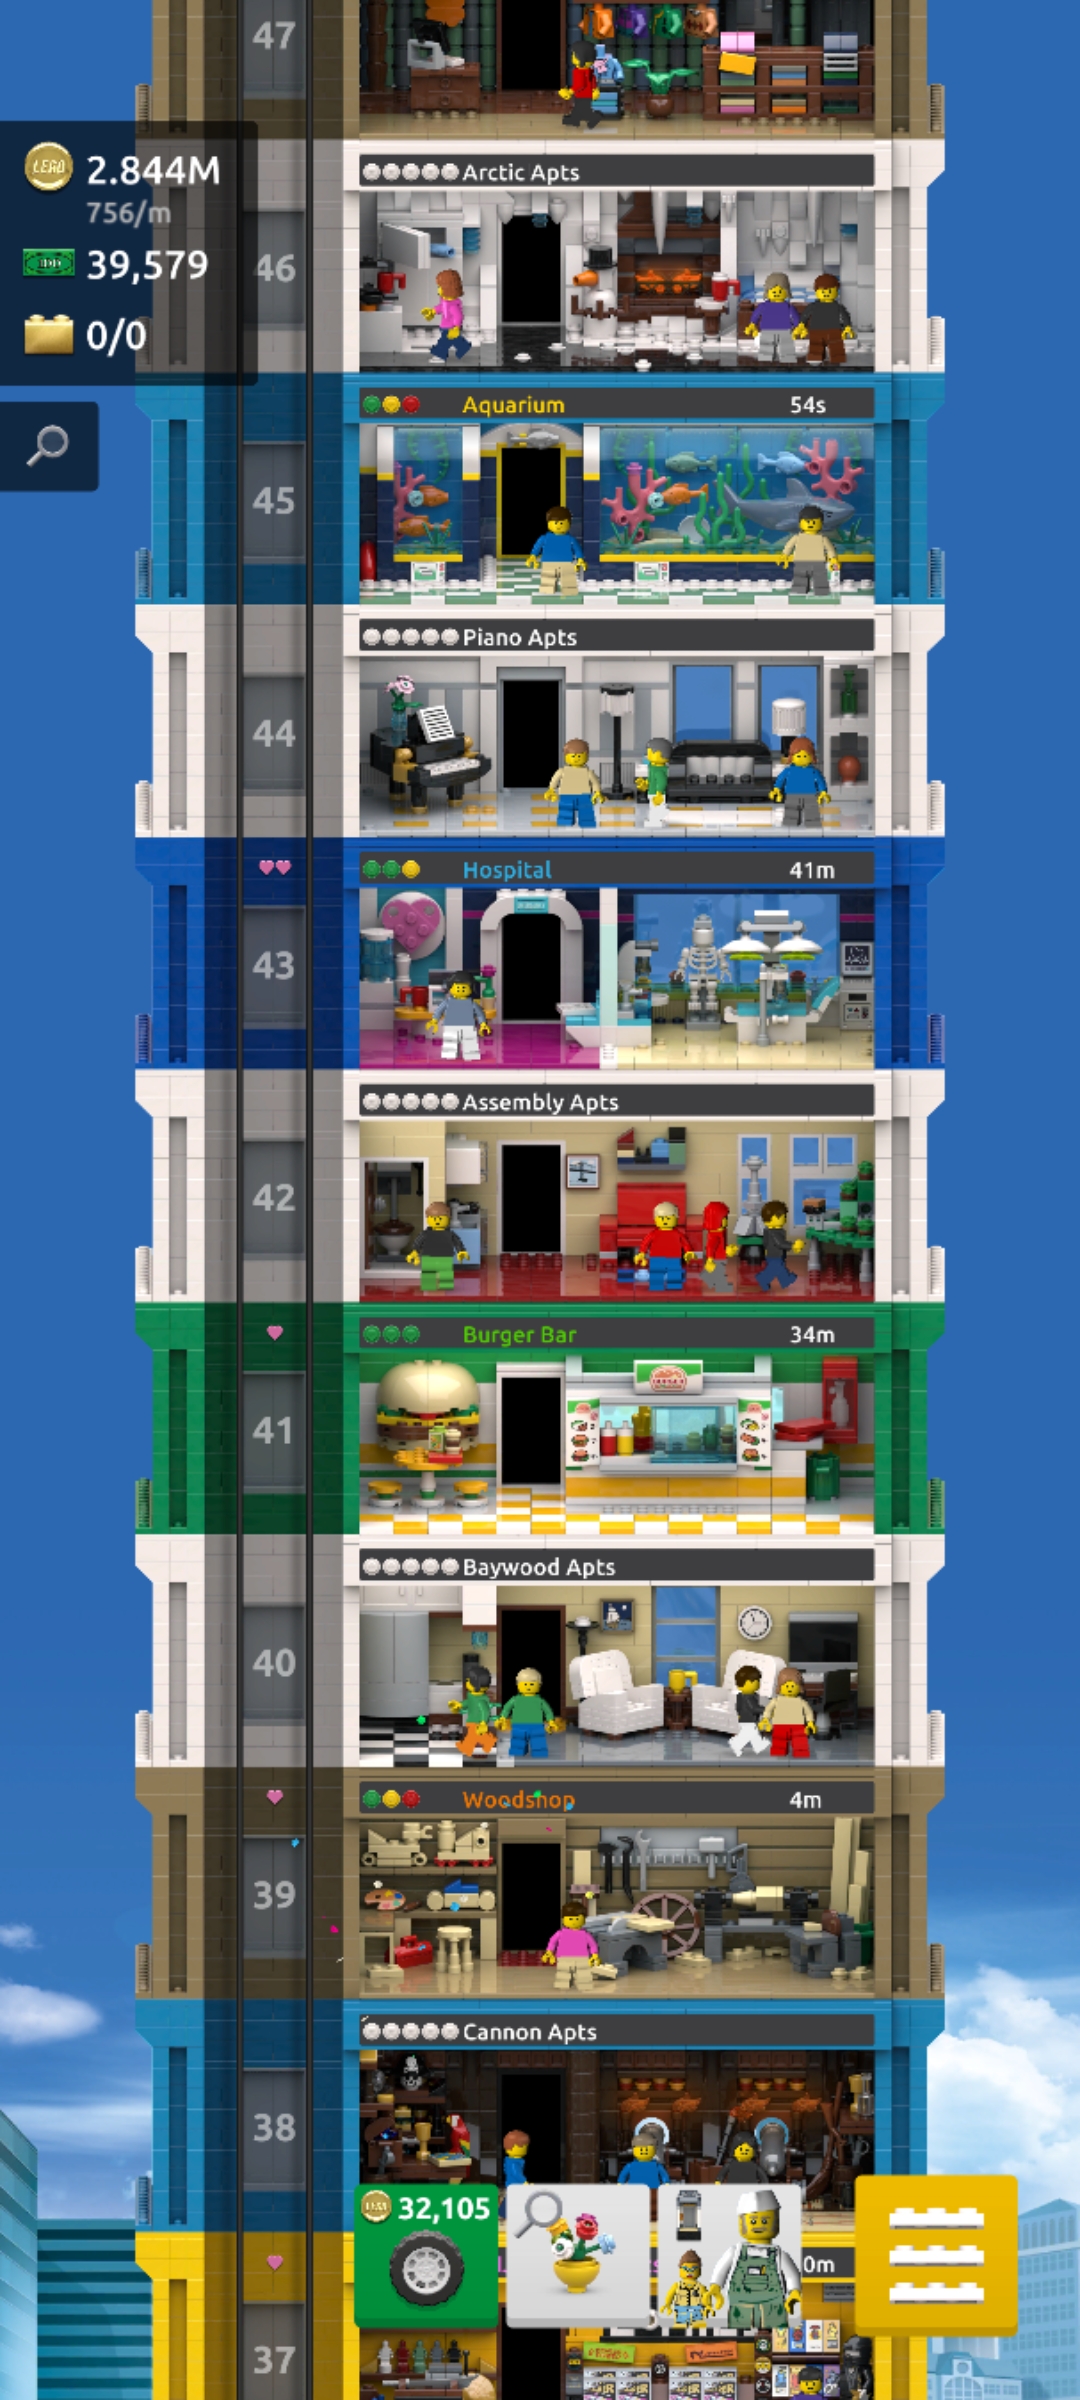 47
LEGO 2.844M
756/m
39,579
0/0
Arctic Apts
46
Aquarium 54s
45
Piano Apts
44
Hospital 41m
43
Assembly Apts
42
Burger Bar 34m
41
Baywood Apts
40
Woodshop 4m
39
Cannon Apts
38
32,105
0m
37